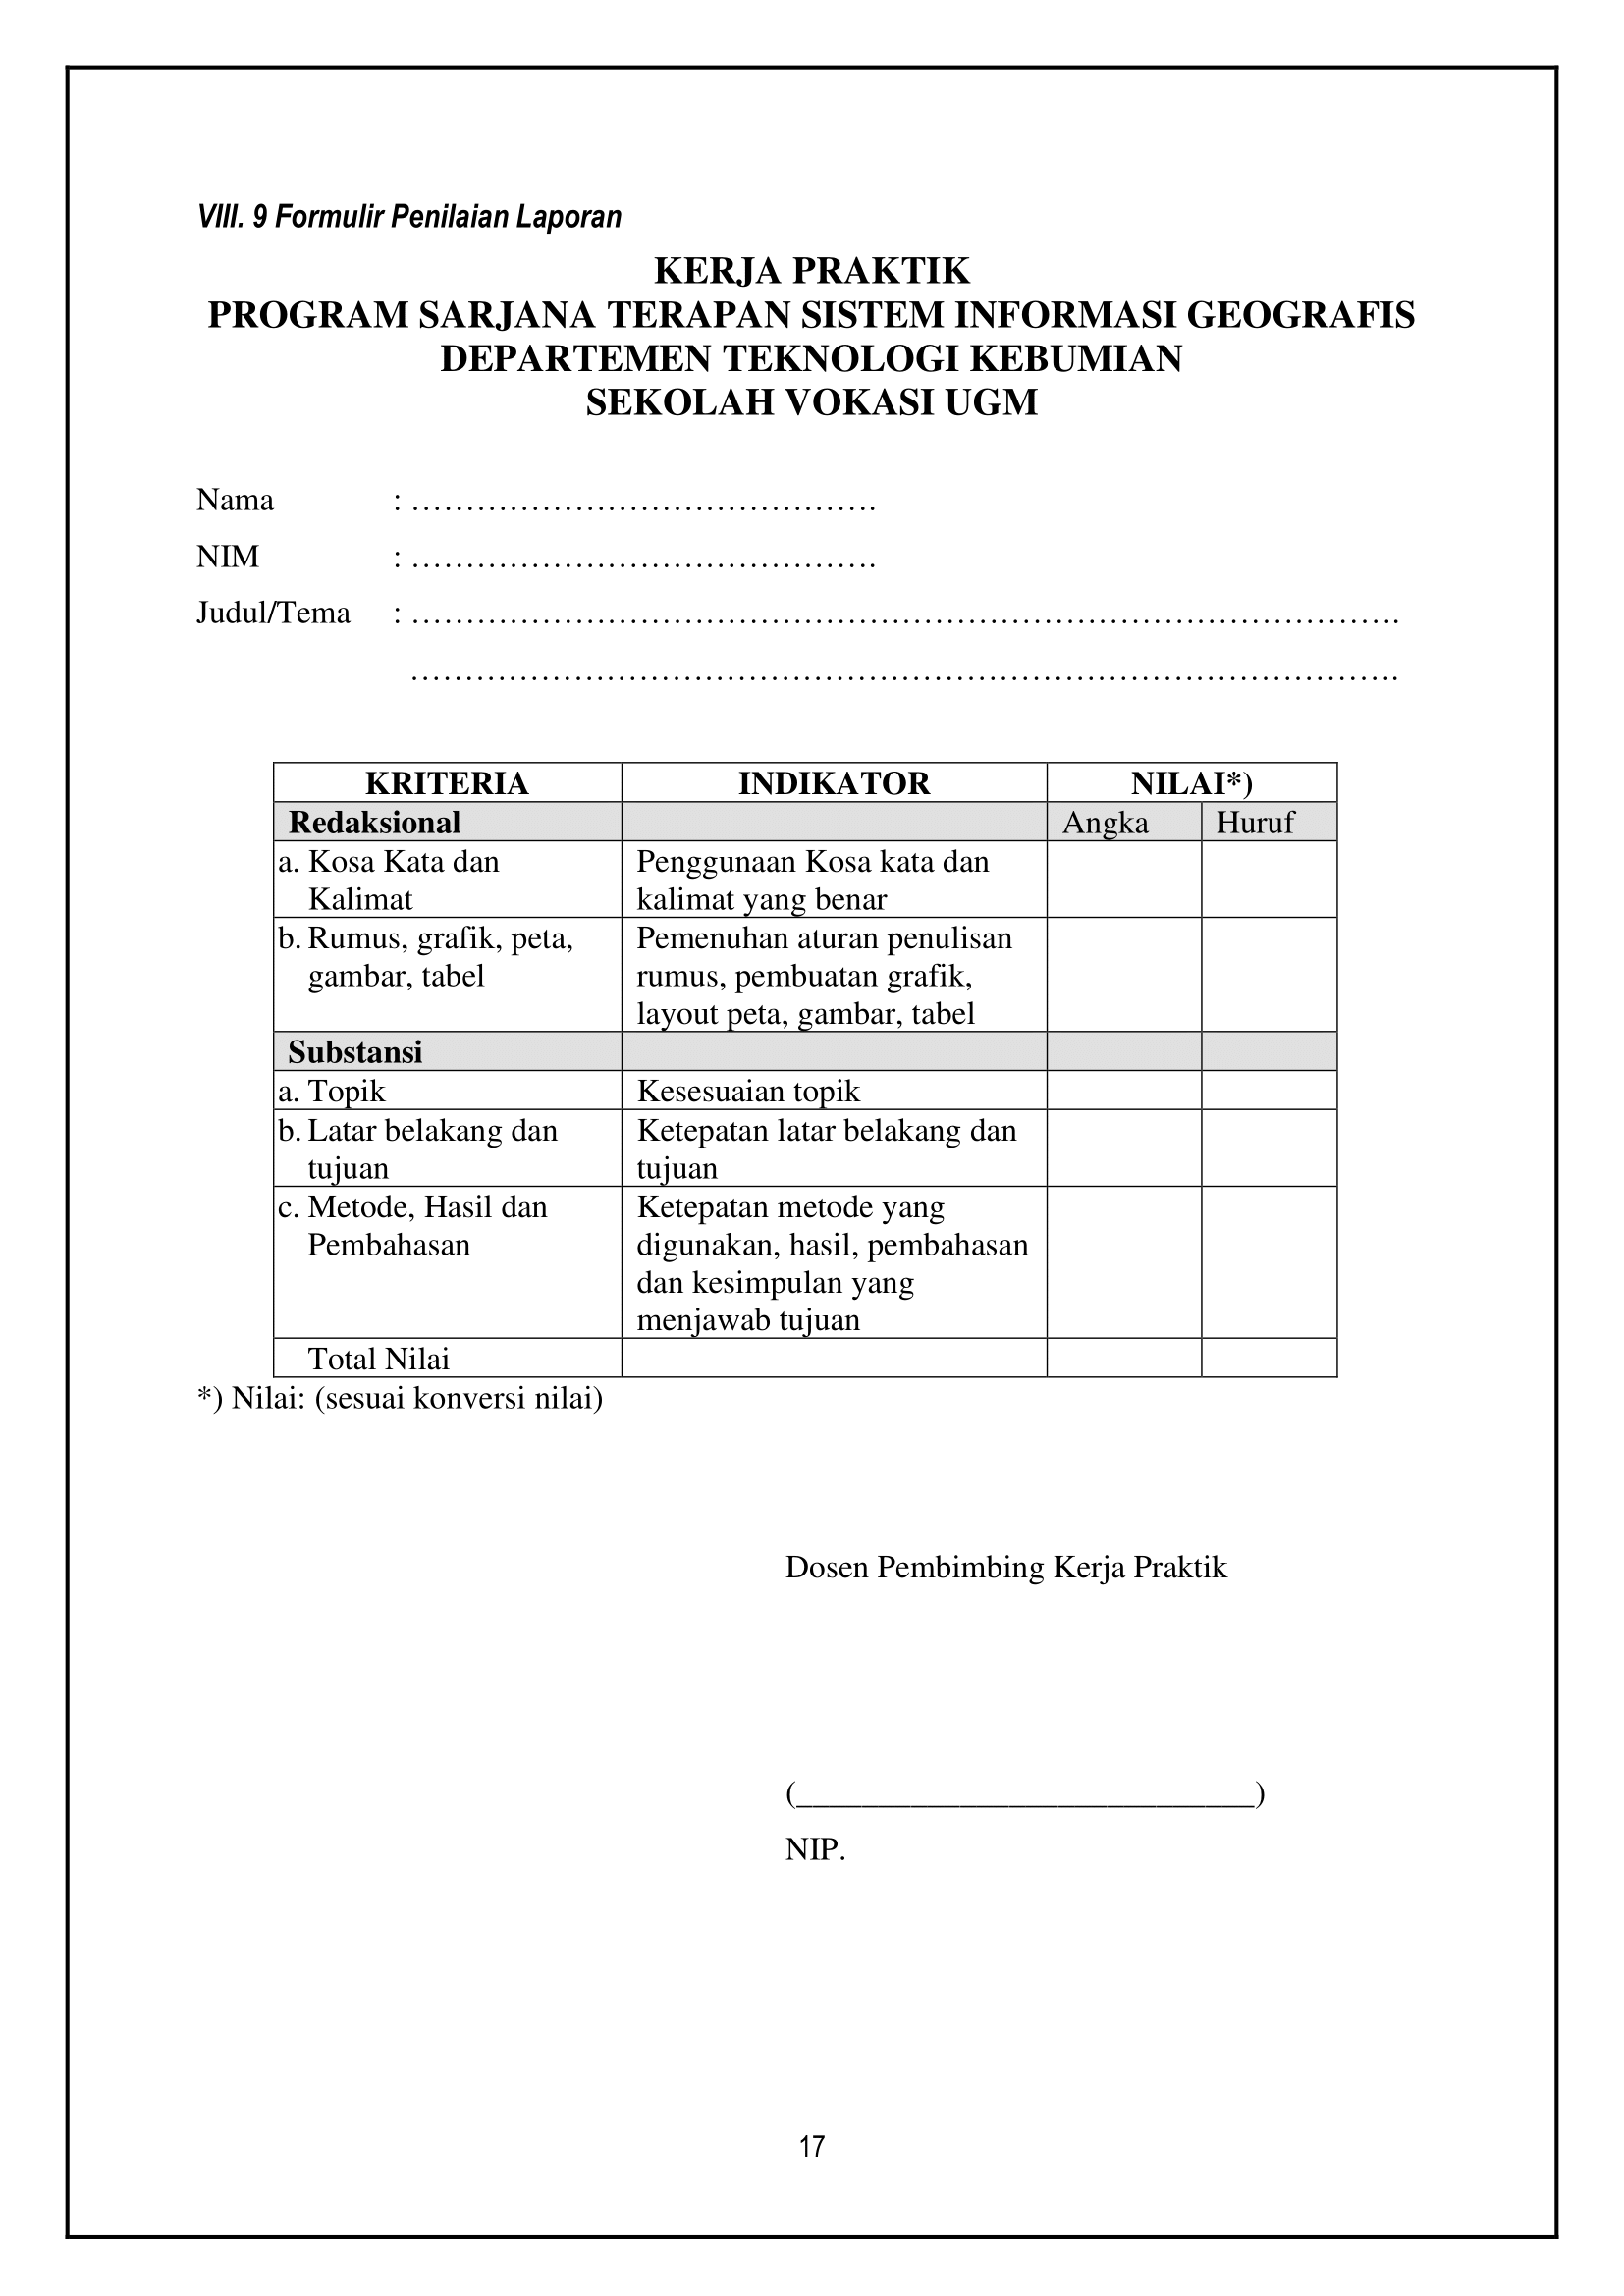 VIII. 9 Formulir Penilaian Laporan
KERJA PRAKTIK
PROGRAM SARJANA TERAPAN SISTEM INFORMASI GEOGRAFIS
DEPARTEMEN TEKNOLOGI KEBUMIAN
SEKOLAH VOKASI UGM
Nama : …………………………………….
NIM : …………………………………….
Judul/Tema : ……………………………………………………………………………….
……………………………………………………………………………….
KRITERIA INDIKATOR NILAI*)
Redaksional Angka Huruf
a. Kosa Kata dan Penggunaan Kosa kata dan
Kalimat kalimat yang benar
b. Rumus, grafik, peta, Pemenuhan aturan penulisan
gambar, tabel rumus, pembuatan grafik,
layout peta, gambar, tabel
Substansi
a. Topik Kesesuaian topik
b. Latar belakang dan Ketepatan latar belakang dan
tujuan tujuan
c. Metode, Hasil dan Ketepatan metode yang
Pembahasan digunakan, hasil, pembahasan
dan kesimpulan yang
menjawab tujuan
Total Nilai
*) Nilai: (sesuai konversi nilai)
Dosen Pembimbing Kerja Praktik
(____________________________)
NIP.
17